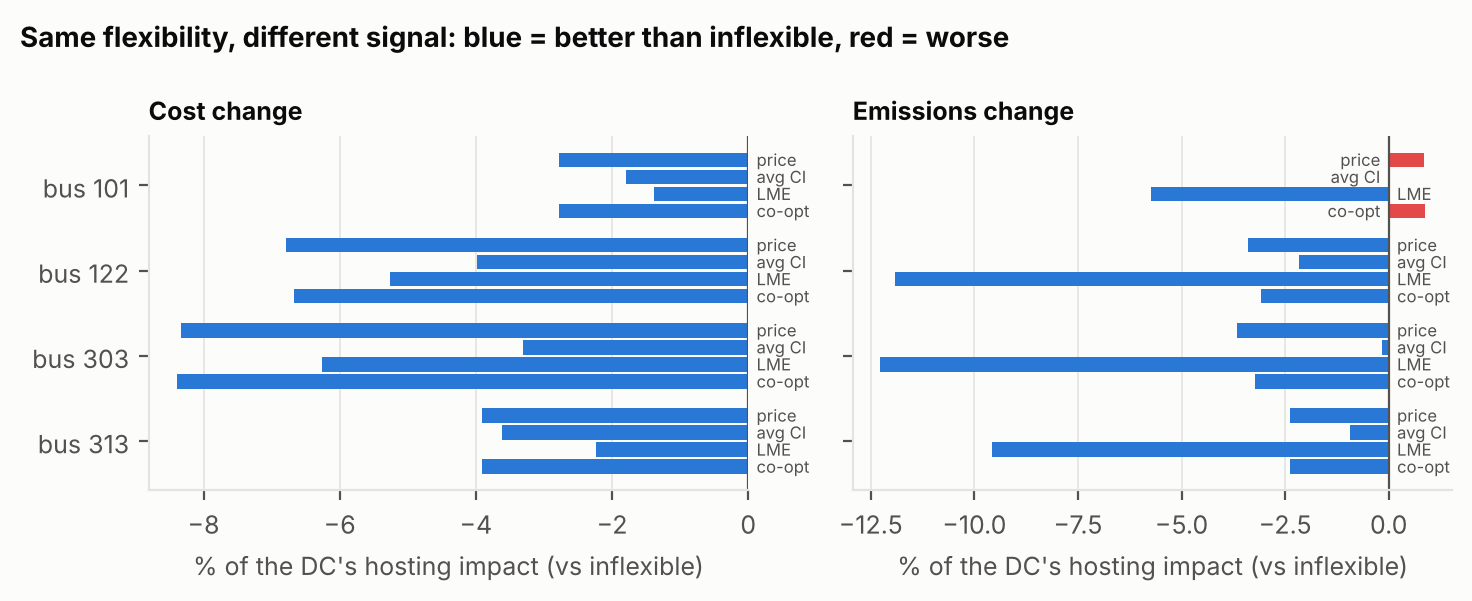 Same flexibility, different signal: blue = better than inflexible, red = worse
Cost change
bus 101
price
avg CI
LME
co-opt
bus 122
price
avg CI
LME
co-opt
bus 303
price
avg CI
LME
co-opt
bus 313
price
avg CI
LME
co-opt
−8 −6 −4 −2 0
% of the DC's hosting impact (vs inflexible)
Emissions change
price
avg CI
LME
co-opt
price
avg CI
LME
co-opt
price
avg CI
LME
co-opt
price
avg CI
LME
co-opt
−12.5 −10.0 −7.5 −5.0 −2.5 0.0
% of the DC's hosting impact (vs inflexible)